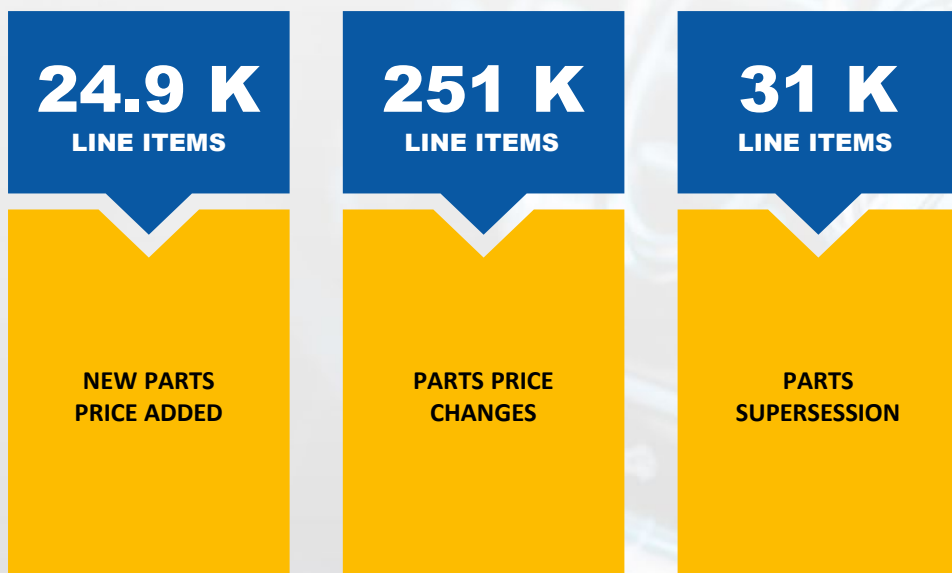 24.9 K
LINE ITEMS
NEW PARTS
PRICE ADDED
251 K
LINE ITEMS
PARTS PRICE
CHANGES
31 K
LINE ITEMS
PARTS
SUPERSESSION